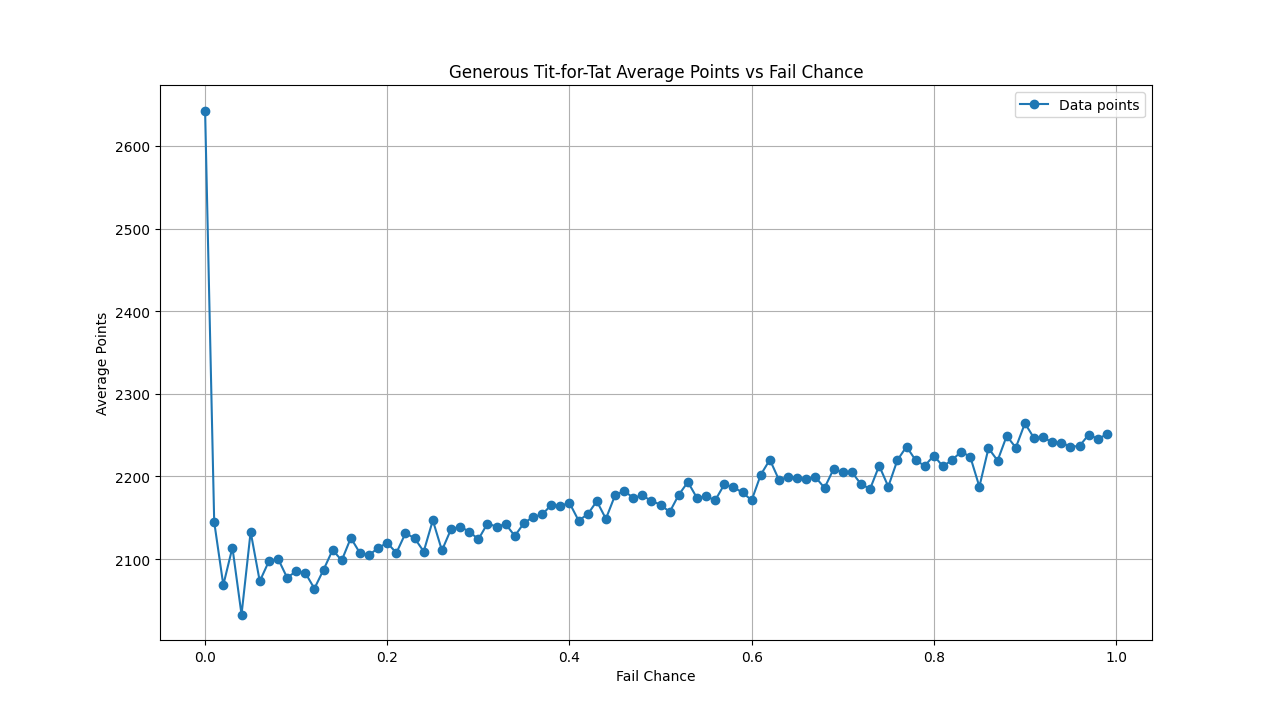 Generous Tit-for-Tat Average Points vs Fail Chance
Data points
2600
2500
2400
2300
2200
2100
Average Points
0.0 0.2 0.4 0.6 0.8 1.0
Fail Chance